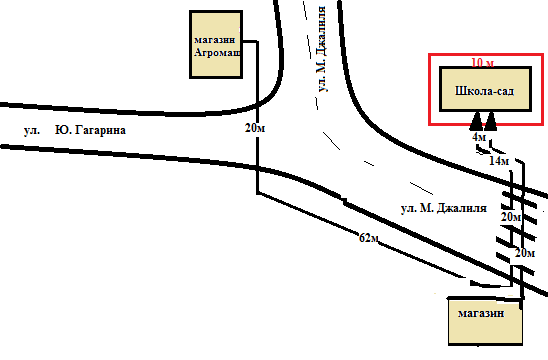 магазин
Агромаш
ул. М. Джалиля
10 м
Школа-сад
4м
14м
20м
ул. Ю. Гагарина
ул. М. Джалиля
20м
62м
20м
магазин